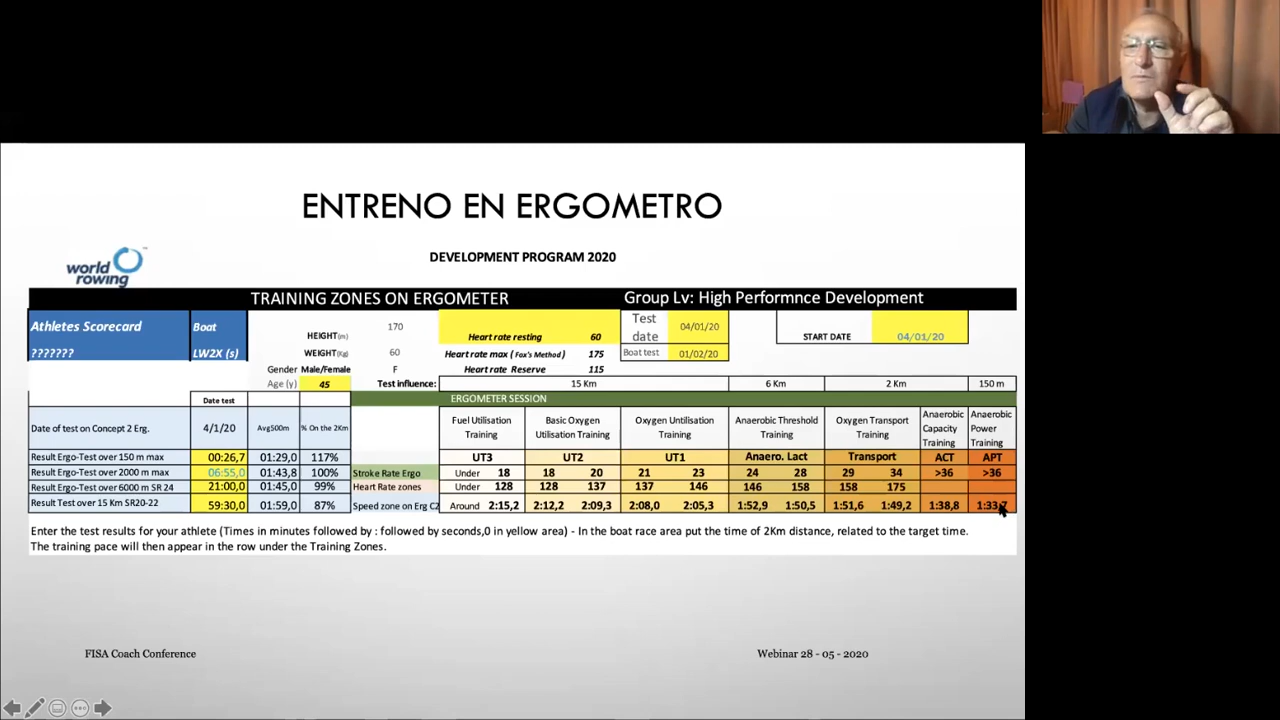 ENTRENO EN ERGOMETRO
DEVELOPMENT PROGRAM 2020
world rowing
TRAINING ZONES ON ERGOMETER Group Lv: High Performnce Development
Athletes Scorecard Boat
??????? LW2X (s)
HEIGHT(m) 170
WEIGHT(Kg) 60
Gender Male/Female F
Age (y) 45
Heart rate resting 60
Heart rate max ( Fox's Method ) 175
Heart rate Reserve 115
Test date 04/01/20
Boat test 01/02/20
START DATE 04/01/20
Test influence: 15 Km 6 Km 2 Km 150 m
Date test ERGOMETER SESSION
Date of test on Concept 2 Erg. 4/1/20 Avg500m % On the 2Km
Fuel Utilisation Training Basic Oxygen Utilisation Training Oxygen Untilisation Training Anaerobic Threshold Training Oxygen Transport Training Anaerobic Capacity Training Anaerobic Power Training
Result Ergo-Test over 150 m max 00:26,7 01:29,0 117% UT3 UT2 UT1 Anaero. Lact Transport ACT APT
Result Ergo-Test over 2000 m max 06:55,0 01:43,8 100% Stroke Rate Ergo Under 18 18 20 21 23 24 28 29 34 >36 >36
Result Ergo-Test over 6000 m SR 24 21:00,0 01:45,0 99% Heart Rate zones Under 128 128 137 137 146 146 158 158 175
Result Test over 15 Km SR20-22 59:30,0 01:59,0 87% Speed zone on Erg C2 Around 2:15,2 2:12,2 2:09,3 2:08,0 2:05,3 1:52,9 1:50,5 1:51,6 1:49,2 1:38,8 1:33,7
Enter the test results for your athlete (Times in minutes followed by : followed by seconds,0 in yellow area) - In the boat race area put the time of 2Km distance, related to the target time.
The training pace will then appear in the row under the Training Zones.
FISA Coach Conference Webinar 28 - 05 - 2020